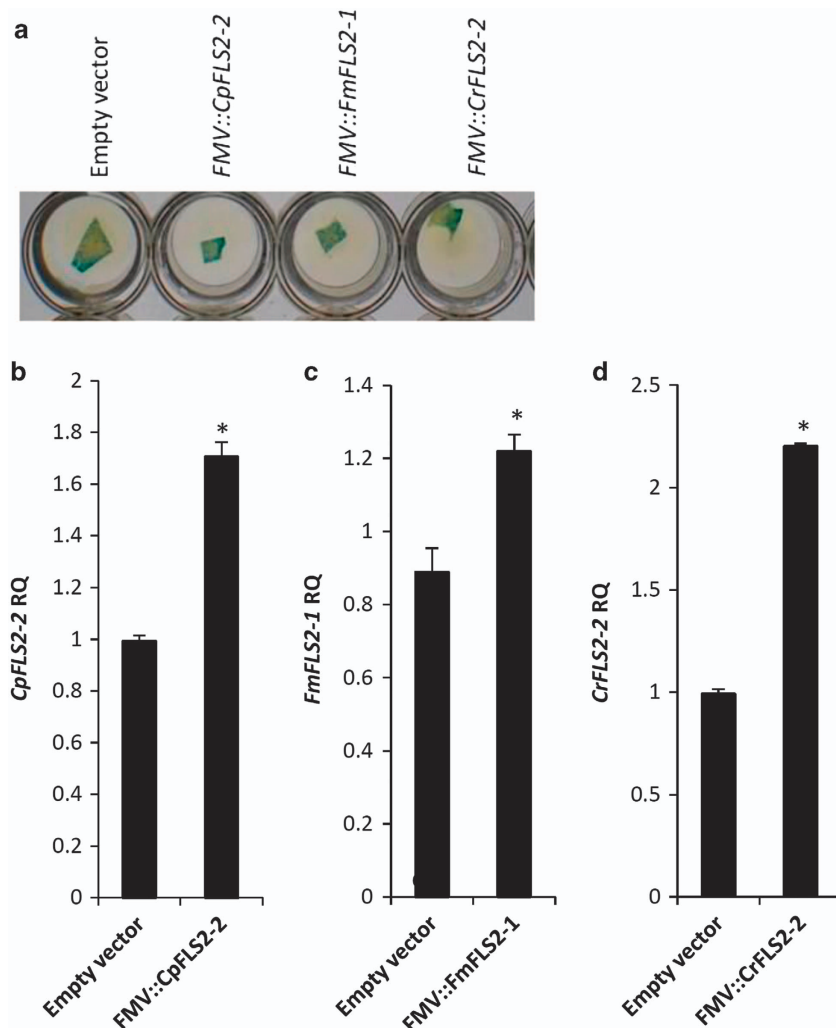 a
Empty vector
FMV::CpFLS2-2
FMV::FmFLS2-1
FMV::CrFLS2-2
b
CpFLS2-2 RQ
2
1.8
1.6
1.4
1.2
1
0.8
0.6
0.4
0.2
0
*
Empty vector
FMV::CpFLS2-2
c
FmFLS2-1 RQ
1.4
1.2
1
0.8
0.6
0.4
0.2
0
*
Empty vector
FMV::FmFLS2-1
d
CrFLS2-2 RQ
2.5
2
1.5
1
0.5
0
*
Empty vector
FMV::CrFLS2-2